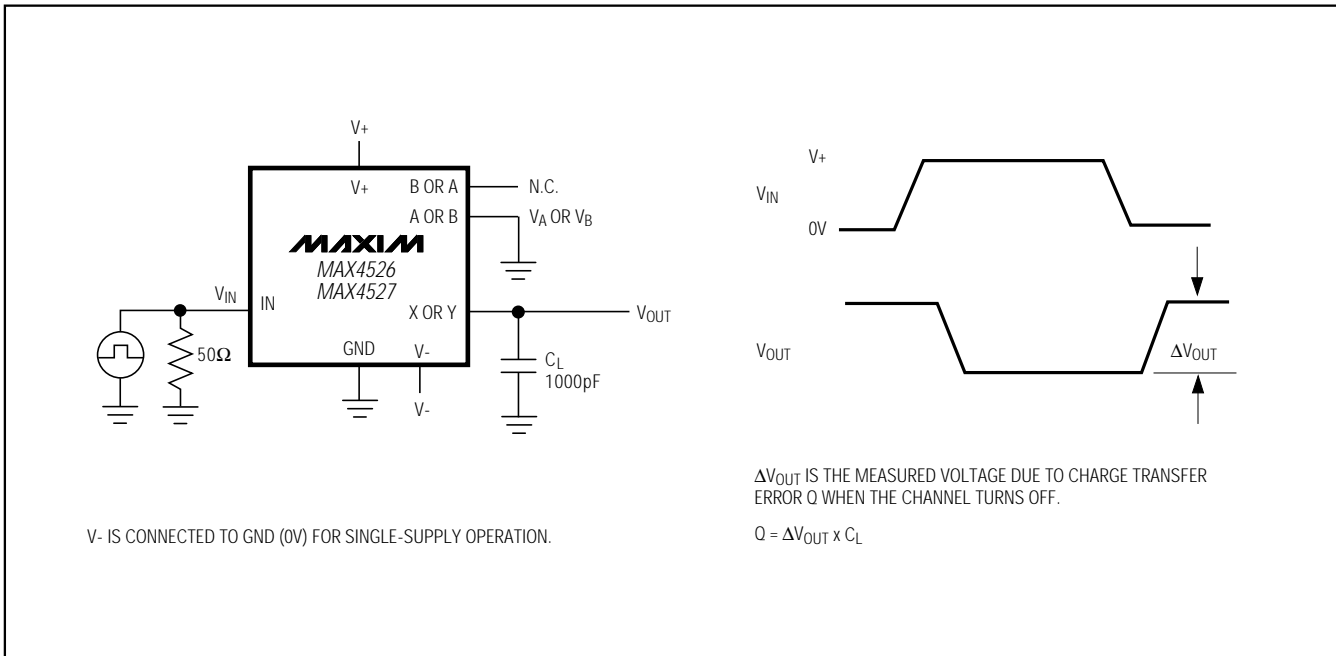 V+
V+
B OR A
N.C.
A OR B
VA OR VB
MAXIM
MAX4526
MAX4527
VIN
IN
X OR Y
VOUT
50Ω
GND
V-
CL
1000pF
V-
V- IS CONNECTED TO GND (0V) FOR SINGLE-SUPPLY OPERATION.
V+
VIN
0V
VOUT
ΔVOUT
ΔVOUT IS THE MEASURED VOLTAGE DUE TO CHARGE TRANSFER
ERROR Q WHEN THE CHANNEL TURNS OFF.
Q = ΔVOUT x CL